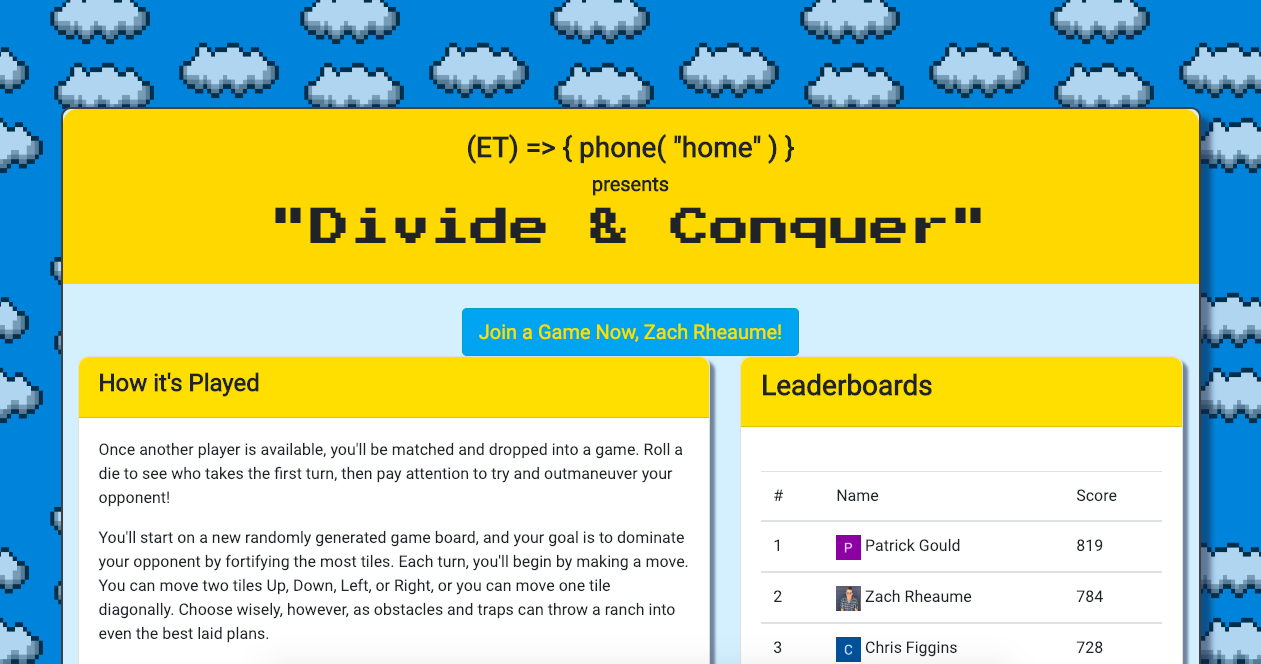 (ET) => { phone( "home" ) }
presents
"Divide & Conquer"
Join a Game Now, Zach Rheaume!
How it's Played
Once another player is available, you'll be matched and dropped into a game. Roll a
die to see who takes the first turn, then pay attention to try and outmaneuver your
opponent!
You'll start on a new randomly generated game board, and your goal is to dominate
your opponent by fortifying the most tiles. Each turn, you'll begin by making a move.
You can move two tiles Up, Down, Left, or Right, or you can move one tile
diagonally. Choose wisely, however, as obstacles and traps can throw a ranch into
even the best laid plans.
Leaderboards
# Name Score
1 P Patrick Gould 819
2 Zach Rheaume 784
3 C Chris Figgins 728